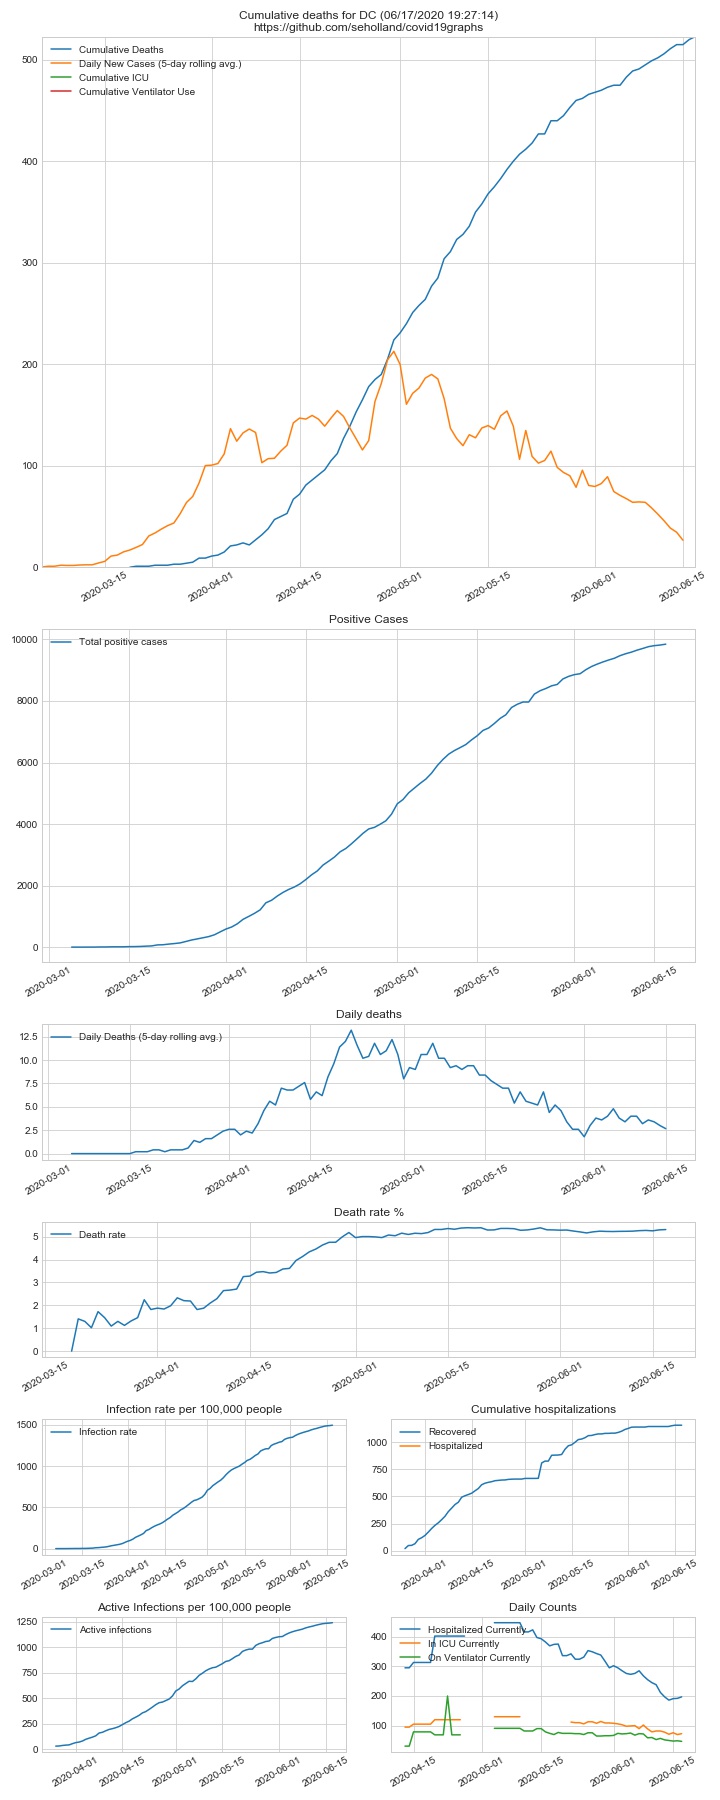 Cumulative deaths for DC (06/17/2020 19:27:14)
https://github.com/seholland/covid19graphs
Cumulative Deaths
Daily New Cases (5-day rolling avg.)
Cumulative ICU
Cumulative Ventilator Use
500
400
300
200
100
0
2020-03-15 2020-04-01 2020-04-15 2020-05-01 2020-05-15 2020-06-01 2020-06-15
Positive Cases
Total positive cases
10000
8000
6000
4000
2000
0
2020-03-01 2020-03-15 2020-04-01 2020-04-15 2020-05-01 2020-05-15 2020-06-01 2020-06-15
Daily deaths
Daily Deaths (5-day rolling avg.)
12.5
10.0
7.5
5.0
2.5
0.0
2020-03-01 2020-03-15 2020-04-01 2020-04-15 2020-05-01 2020-05-15 2020-06-01 2020-06-15
Death rate %
Death rate
5
4
3
2
1
0
2020-03-15 2020-04-01 2020-04-15 2020-05-01 2020-05-15 2020-06-01 2020-06-15
Infection rate per 100,000 people
Infection rate
1500
1000
500
0
2020-03-01 2020-03-15 2020-04-01 2020-04-15 2020-05-01 2020-05-15 2020-06-01 2020-06-15
Cumulative hospitalizations
Recovered
Hospitalized
1000
750
500
250
0
2020-04-01 2020-04-15 2020-05-01 2020-05-15 2020-06-01 2020-06-15
Active Infections per 100,000 people
Active infections
1250
1000
750
500
250
0
2020-04-01 2020-04-15 2020-05-01 2020-05-15 2020-06-01 2020-06-15
Daily Counts
Hospitalized Currently
In ICU Currently
On Ventilator Currently
400
300
200
100
2020-04-15 2020-05-01 2020-05-15 2020-06-01 2020-06-15